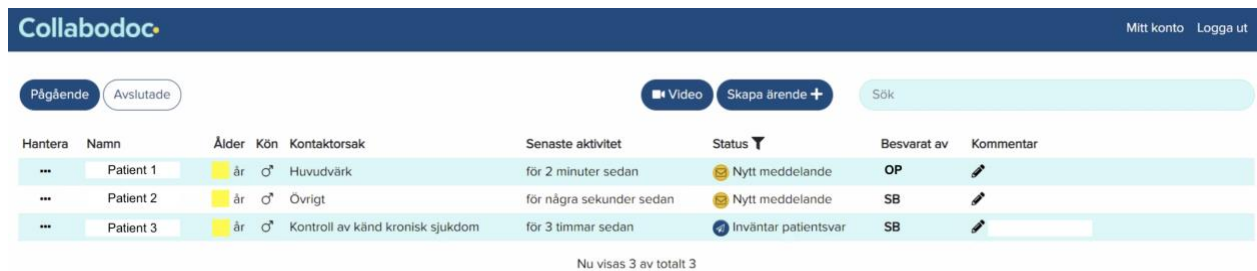 Collabodoc
Mitt konto Logga ut
Pågående Avslutade Video Skapa ärende + Sök
Hantera Namn Ålder Kön Kontaktorsak Senaste aktivitet Status Besvarat av Kommentar
••• Patient 1 år ♂ Huvudvärk för 2 minuter sedan Nytt meddelande OP
••• Patient 2 år ♂ Övrigt för några sekunder sedan Nytt meddelande SB
••• Patient 3 år ♂ Kontroll av känd kronisk sjukdom för 3 timmar sedan Inväntar patientsvar SB
Nu visas 3 av totalt 3